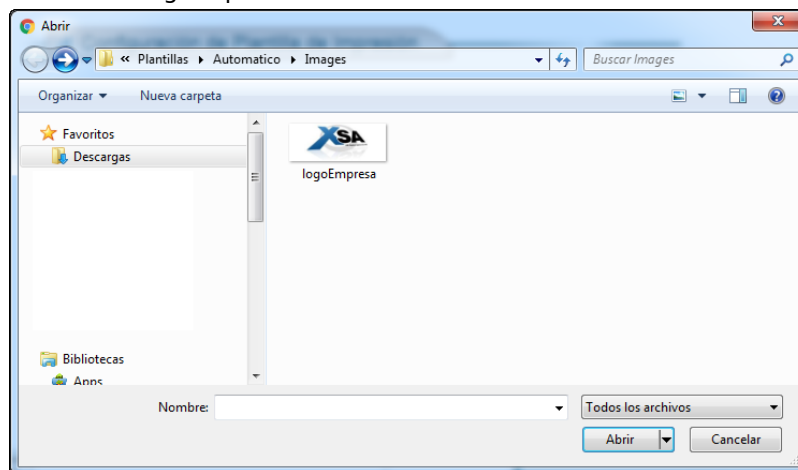 Abrir
« Plantillas ▸ Automatico ▸ Images
Buscar Images
Organizar Nueva carpeta
Favoritos
Descargas
XSA
logoEmpresa
Bibliotecas
Apps
Nombre:
Todos los archivos
Abrir Cancelar